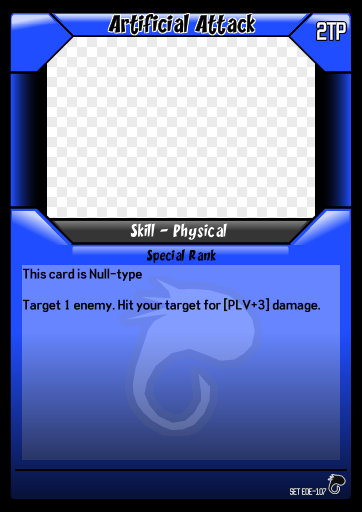 Artificial Attack
2TP
Skill - Physical
Special Rank
This card is Null-type
Target 1 enemy. Hit your target for [PLV+3] damage.
SET EDE-107